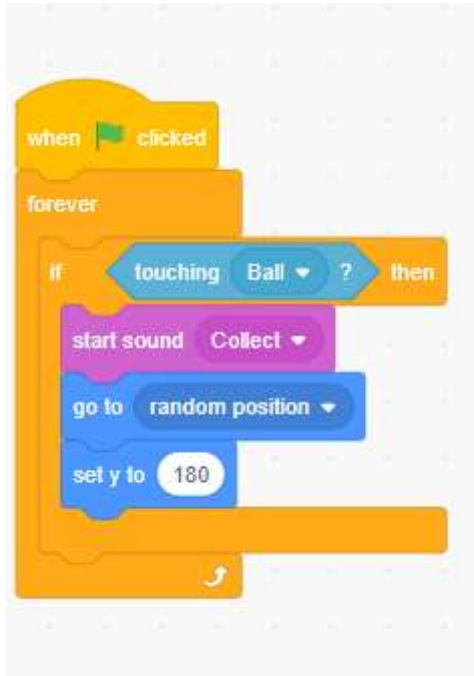 when clicked
forever
if touching Ball ? then
start sound Collect
go to random position
set y to 180